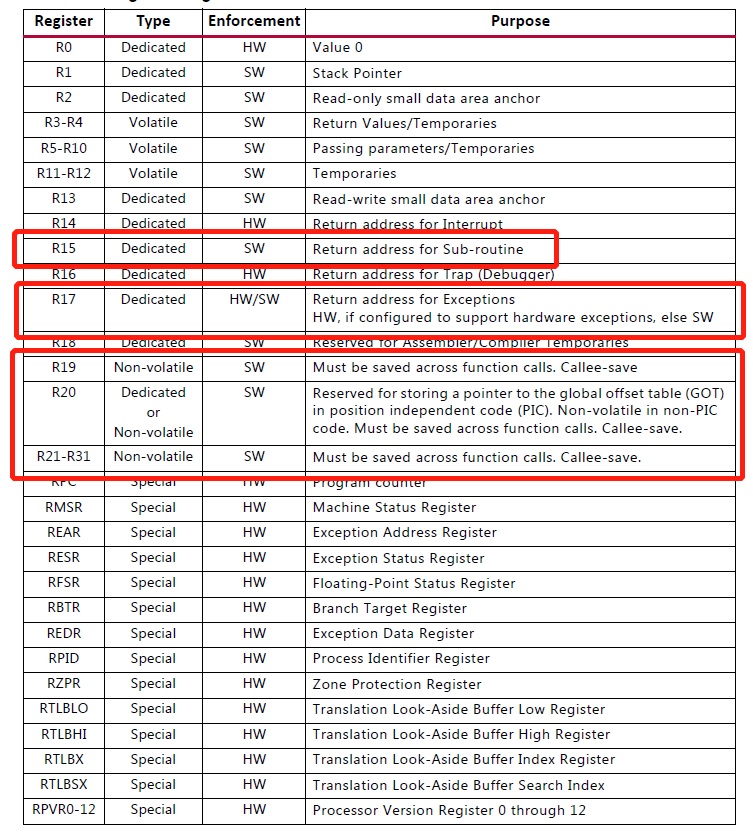 Register Type Enforcement Purpose
R0 Dedicated HW Value 0
R1 Dedicated SW Stack Pointer
R2 Dedicated SW Read-only small data area anchor
R3-R4 Volatile SW Return Values/Temporaries
R5-R10 Volatile SW Passing parameters/Temporaries
R11-R12 Volatile SW Temporaries
R13 Dedicated SW Read-write small data area anchor
R14 Dedicated HW Return address for Interrupt
R15 Dedicated SW Return address for Sub-routine
R16 Dedicated HW Return address for Trap (Debugger)
R17 Dedicated HW/SW Return address for Exceptions
HW, if configured to support hardware exceptions, else SW
R18 Dedicated SW Reserved for Assembler/Compiler Temporaries
R19 Non-volatile SW Must be saved across function calls. Callee-save
R20 Dedicated SW Reserved for storing a pointer to the global offset table (GOT)
or in position independent code (PIC). Non-volatile in non-PIC
Non-volatile code. Must be saved across function calls. Callee-save.
R21-R31 Non-volatile SW Must be saved across function calls. Callee-save.
RPC Special HW Program counter
RMSR Special HW Machine Status Register
REAR Special HW Exception Address Register
RESR Special HW Exception Status Register
RFSR Special HW Floating-Point Status Register
RBTR Special HW Branch Target Register
REDR Special HW Exception Data Register
RPID Special HW Process Identifier Register
RZPR Special HW Zone Protection Register
RTLBLO Special HW Translation Look-Aside Buffer Low Register
RTLBHI Special HW Translation Look-Aside Buffer High Register
RTLBX Special HW Translation Look-Aside Buffer Index Register
RTLBSX Special HW Translation Look-Aside Buffer Search Index
RPVR0-12 Special HW Processor Version Register 0 through 12